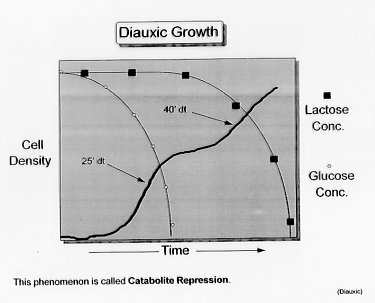 Diauxic Growth
40' dt
Lactose
Conc.
Cell
Density
25' dt
Glucose
Conc.
Time
This phenomenon is called Catabolite Repression.
(Diauxic)